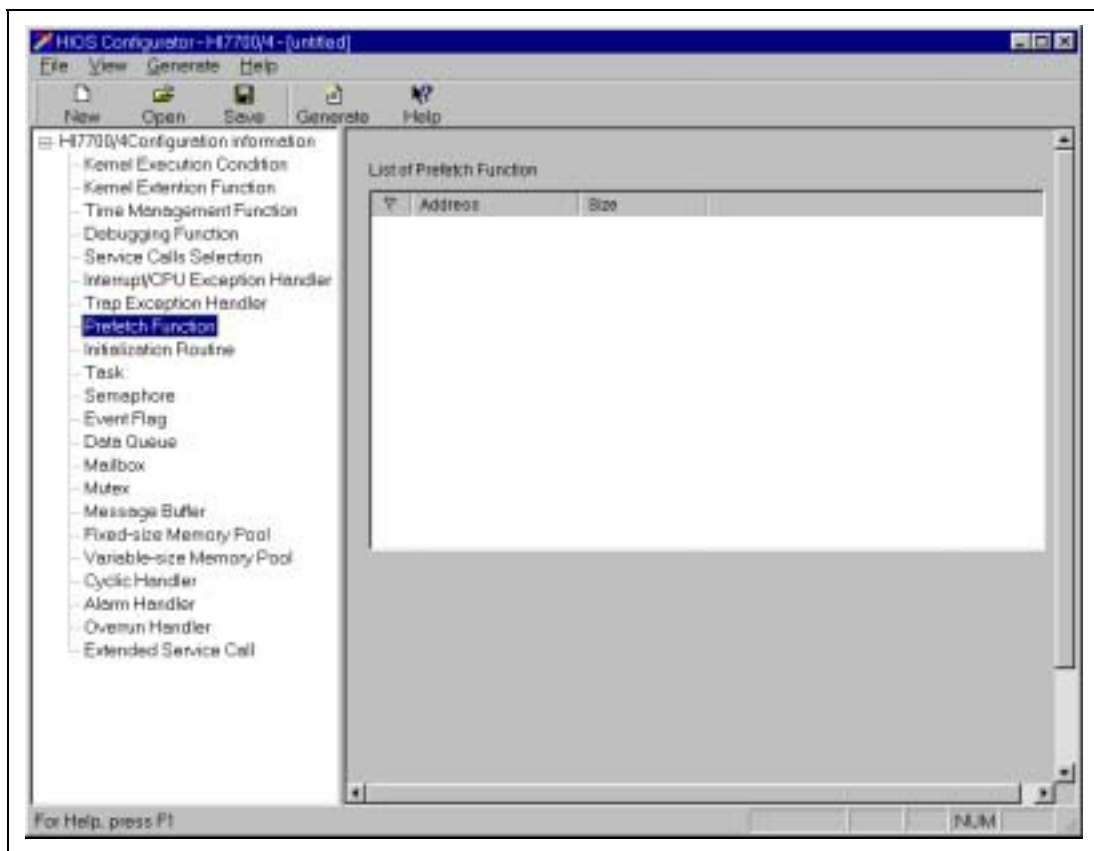 HIOS Configurator - HI7700/4 - [untitled]
File View Generate Help
New Open Save Generate Help
HI7700/4Configuration information
Kernel Execution Condition
Kernel Extention Function
Time Management Function
Debugging Function
Service Calls Selection
Interrupt/CPU Exception Handler
Trap Exception Handler
Prefetch Function
Initialization Routine
Task
Semaphore
Event Flag
Data Queue
Mailbox
Mutex
Message Buffer
Fixed-size Memory Pool
Variable-size Memory Pool
Cyclic Handler
Alarm Handler
Overrun Handler
Extended Service Call
List of Prefetch Function
Address Size
For Help, press F1
NUM